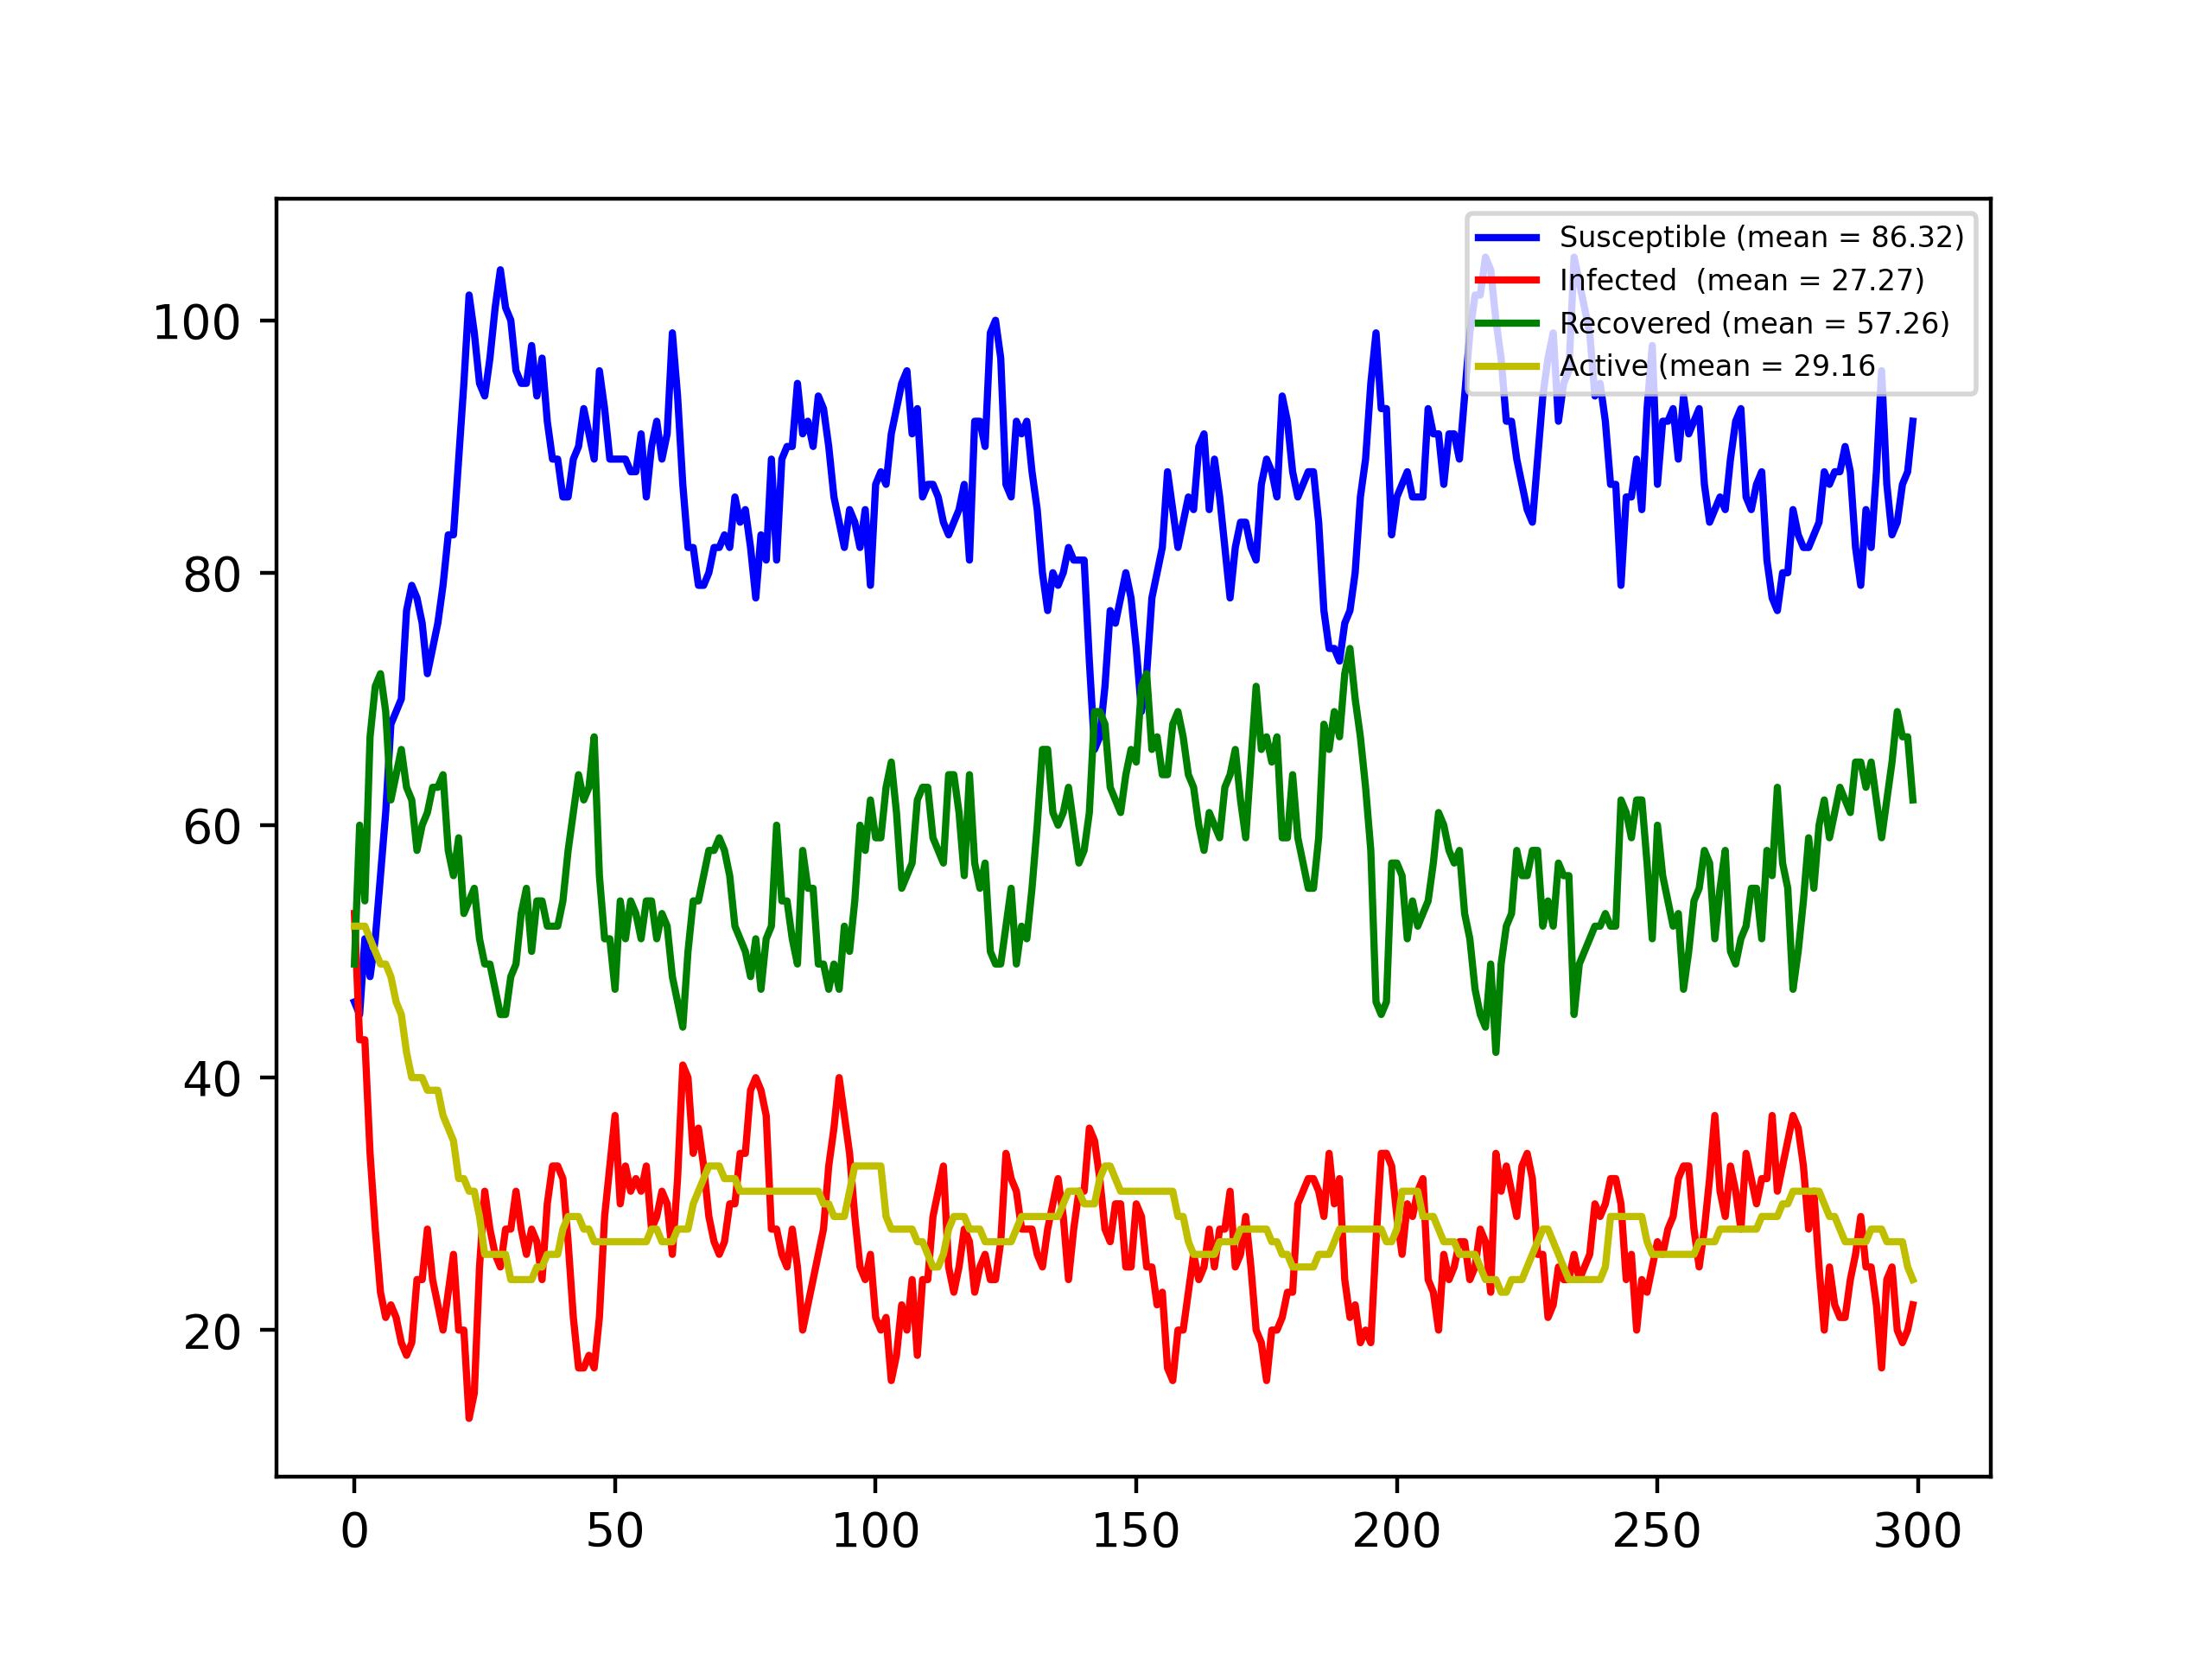 Susceptible (mean = 86.32)
Infected  (mean = 27.27)
Recovered (mean = 57.26)
Active (mean = 29.16
100
80
60
40
20
0 50 100 150 200 250 300